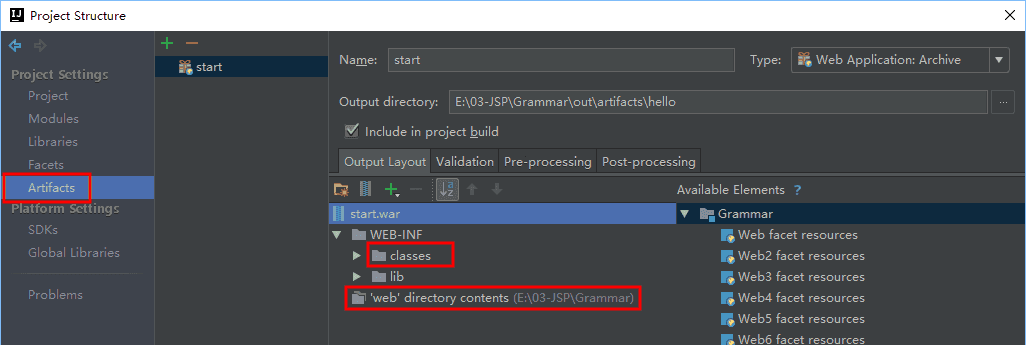 Project Structure
Project Settings
Project
Modules
Libraries
Facets
Artifacts
Platform Settings
SDKs
Global Libraries
Problems
start
Name: start Type: Web Application: Archive
Output directory: E:\03-JSP\Grammar\out\artifacts\hello ...
Include in project build
Output Layout Validation Pre-processing Post-processing
Available Elements ?
start.war
WEB-INF
classes
lib
'web' directory contents (E:\03-JSP\Grammar)
Grammar
Web facet resources
Web2 facet resources
Web3 facet resources
Web4 facet resources
Web5 facet resources
Web6 facet resources